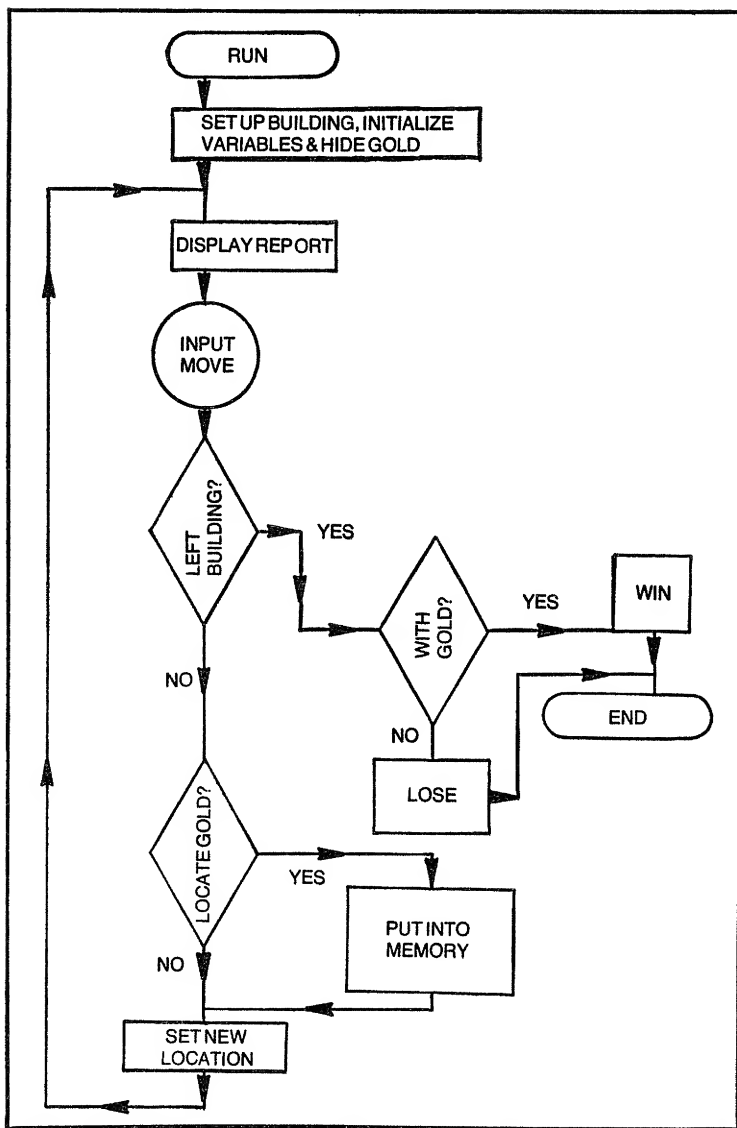 RUN
SET UP BUILDING, INITIALIZE
VARIABLES & HIDE GOLD
DISPLAY REPORT
INPUT
MOVE
LEFT
BUILDING?
YES
WITH
GOLD?
YES
WIN
NO
NO
END
LOSE
LOCATE GOLD?
YES
PUT INTO
MEMORY
NO
SET NEW
LOCATION